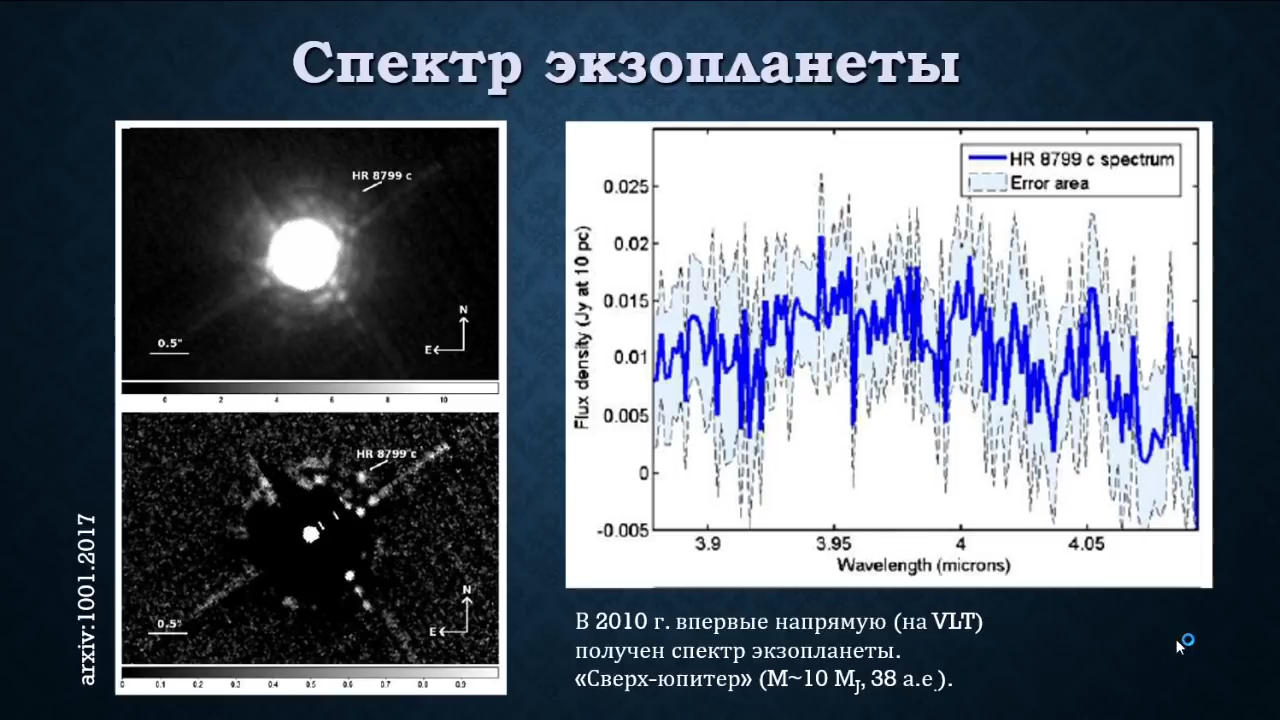 Спектр экзопланеты
HR 8799 c
0.5"
N
E
0 2 4 6 8 10
HR 8799 c
0.5"
N
E
0 0.1 0.2 0.3 0.4 0.5 0.6 0.7 0.8 0.9
arxiv:1001.2017
HR 8799 c spectrum
Error area
Flux density (Jy at 10 pc)
0.025
0.02
0.015
0.01
0.005
0
-0.005
3.9 3.95 4 4.05
Wavelength (microns)
В 2010 г. впервые напрямую (на VLT)
получен спектр экзопланеты.
«Сверх-юпитер» (M~10 MJ, 38 а.е.).